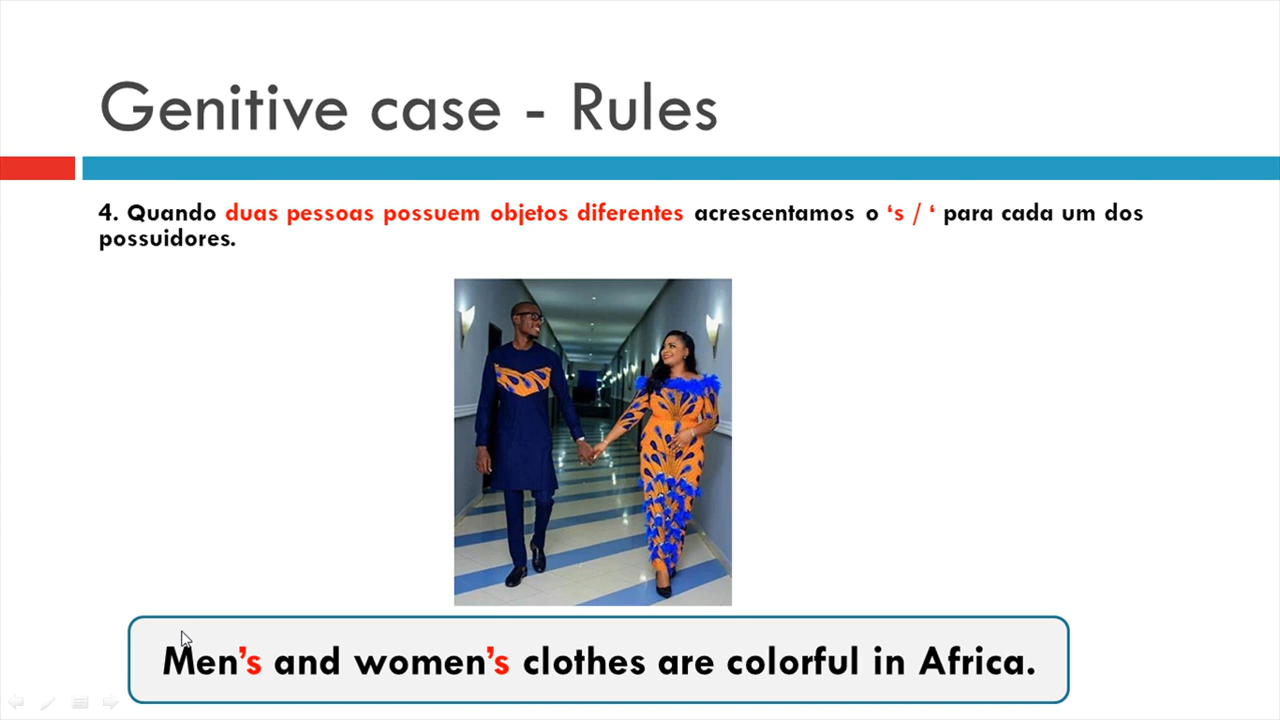 Genitive case - Rules
4. Quando duas pessoas possuem objetos diferentes acrescentamos o ‘s / ‘ para cada um dos
possuidores.
Men’s and women’s clothes are colorful in Africa.